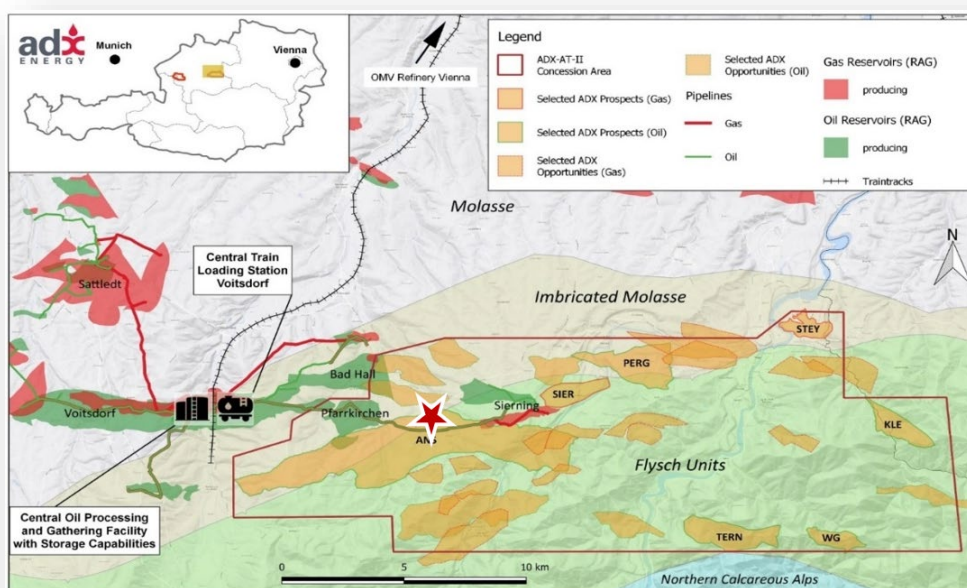 adx
ENERGY
Munich
Vienna
OMV Refinery Vienna
Legend
ADX-AT-II
Concession Area
Selected ADX Prospects (Gas)
Selected ADX Prospects (Oil)
Selected ADX
Opportunities (Gas)
Selected ADX
Opportunities (Oil)
Pipelines
Gas
Oil
Gas Reservoirs (RAG)
producing
Oil Reservoirs (RAG)
producing
Traintracks
Molasse
N
Central Train
Loading Station
Voitsdorf
Sattledt
Imbricated Molasse
STEY
PERG
Bad Hall
SIER
Voitsdorf
Pfarrkirchen
Sierning
KLE
ANS
Flysch Units
Central Oil Processing
and Gathering Facility
with Storage Capabilities
TERN
WG
0
5
10 km
Northern Calcareous Alps